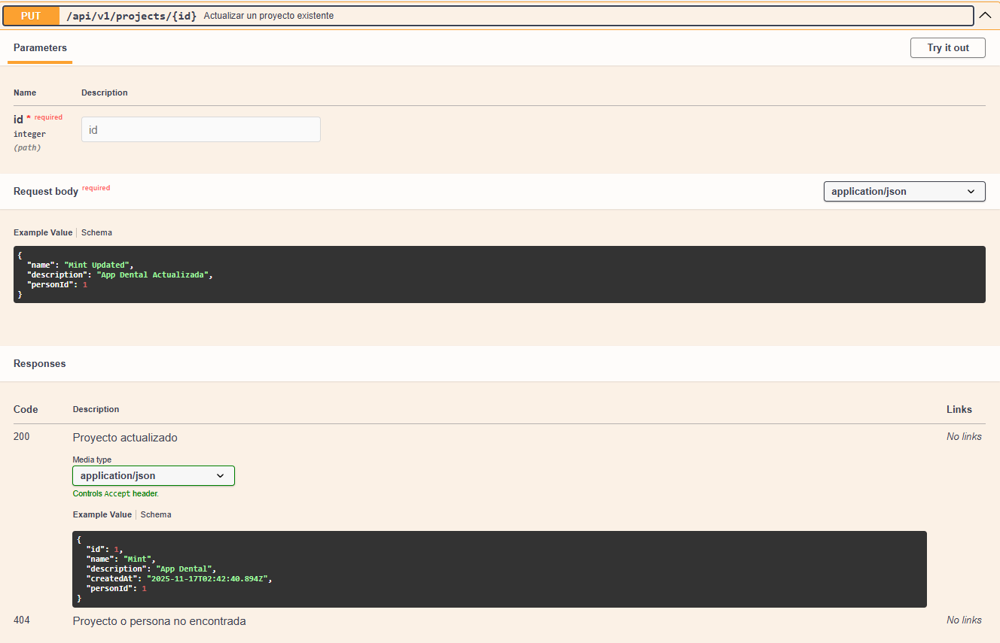 PUT /api/v1/projects/{id} Actualizar un proyecto existente
Parameters Try it out
Name Description
id * required id
integer
(path)
Request body required application/json
Example Value Schema
{
  "name": "Mint Updated",
  "description": "App Dental Actualizada",
  "personId": 1
}
Responses
Code Description Links
200 Proyecto actualizado No links
Media type
application/json
Controls Accept header.
Example Value Schema
{
  "id": 1,
  "name": "Mint",
  "description": "App Dental",
  "createdAt": "2025-11-17T02:42:40.894Z",
  "personId": 1
}
404 Proyecto o persona no encontrada No links